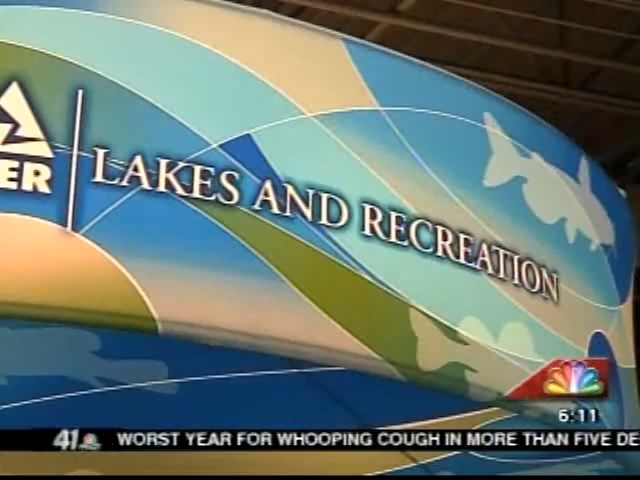 ER
LAKES AND RECREATION
6:11
41 WORST YEAR FOR WHOOPING COUGH IN MORE THAN FIVE DE